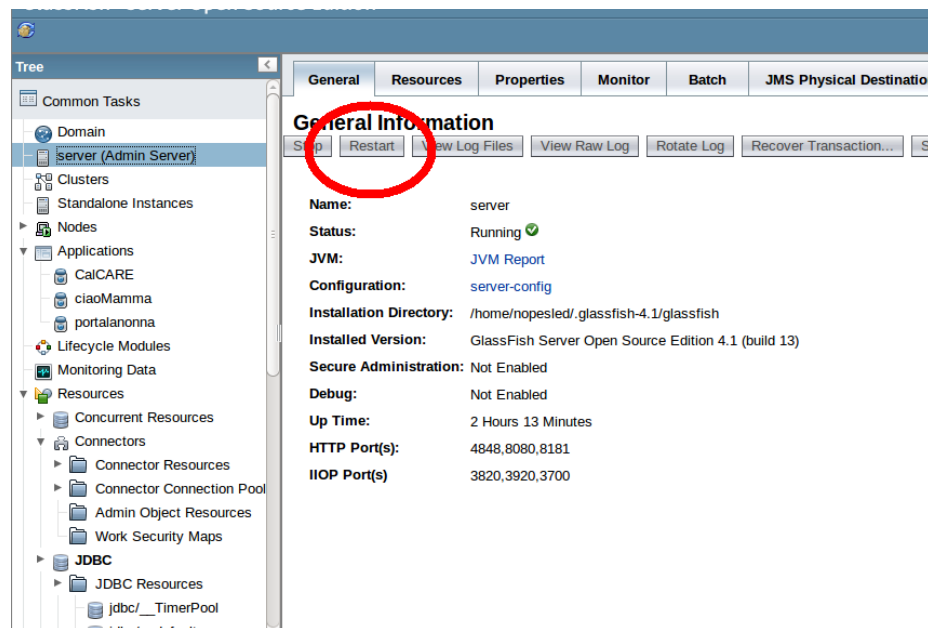 Tree
Common Tasks
Domain
server (Admin Server)
Clusters
Standalone Instances
Nodes
Applications
CalCARE
ciaoMamma
portalanonna
Lifecycle Modules
Monitoring Data
Resources
Concurrent Resources
Connectors
Connector Resources
Connector Connection Pool
Admin Object Resources
Work Security Maps
JDBC
JDBC Resources
jdbc/__TimerPool
General Resources Properties Monitor Batch JMS Physical Destinatio
General Information
Stop Restart View Log Files View Raw Log Rotate Log Recover Transaction... S
Name: server
Status: Running
JVM: JVM Report
Configuration: server-config
Installation Directory: /home/nopesled/.glassfish-4.1/glassfish
Installed Version: GlassFish Server Open Source Edition 4.1 (build 13)
Secure Administration: Not Enabled
Debug: Not Enabled
Up Time: 2 Hours 13 Minutes
HTTP Port(s): 4848,8080,8181
IIOP Port(s) 3820,3920,3700